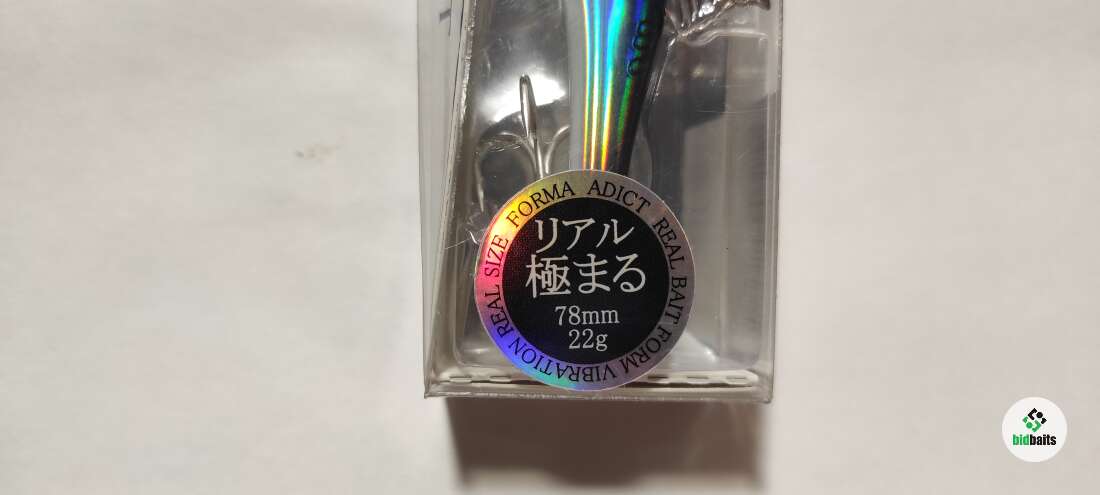 FORMA ADICT REAL BAIT FORM VIBRATION REAL SIZE
リアル
極まる
78mm
22g
bidbaits